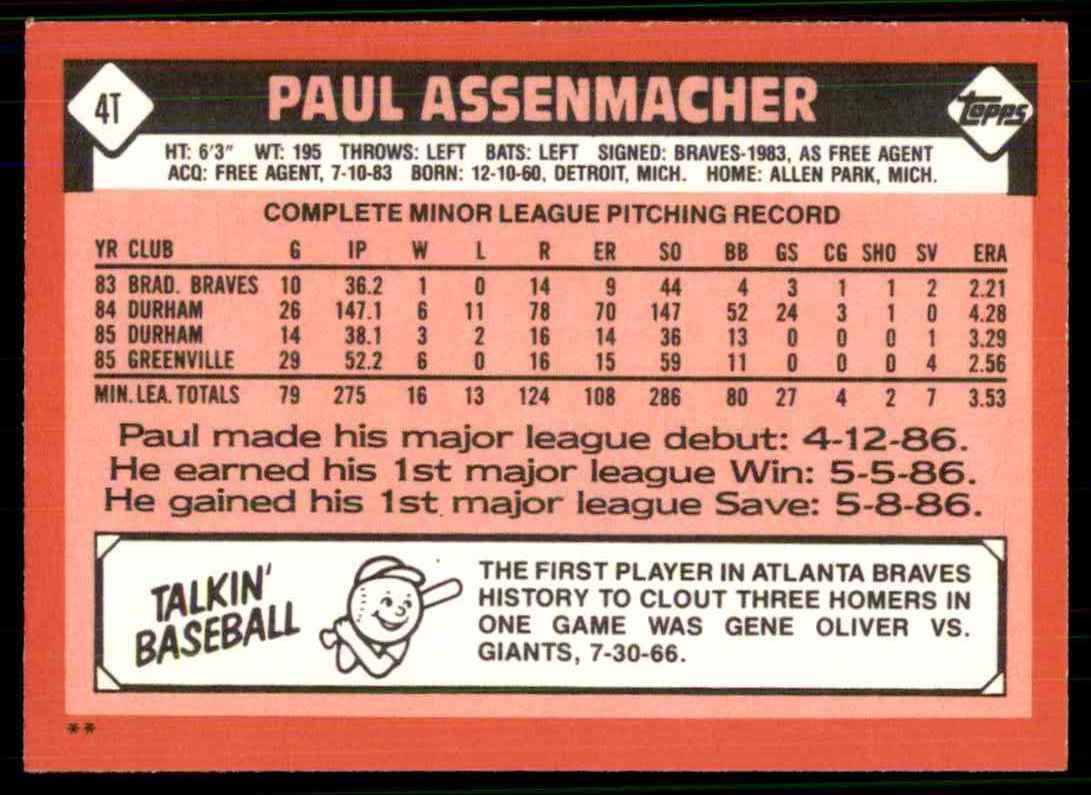 4T
PAUL ASSENMACHER
topps
HT: 6'3" WT: 195 THROWS: LEFT BATS: LEFT SIGNED: BRAVES-1983, AS FREE AGENT
ACQ: FREE AGENT, 7-10-83 BORN: 12-10-60, DETROIT, MICH. HOME: ALLEN PARK, MICH.
COMPLETE MINOR LEAGUE PITCHING RECORD
YR CLUB G IP W L R ER SO BB GS CG SHO SV ERA
83 BRAD. BRAVES 10 36.2 1 0 14 9 44 4 3 1 1 2 2.21
84 DURHAM 26 147.1 6 11 78 70 147 52 24 3 1 0 4.28
85 DURHAM 14 38.1 3 2 16 14 36 13 0 0 0 1 3.29
85 GREENVILLE 29 52.2 6 0 16 15 59 11 0 0 0 4 2.56
MIN. LEA. TOTALS 79 275 16 13 124 108 286 80 27 4 2 7 3.53
Paul made his major league debut: 4-12-86.
He earned his 1st major league Win: 5-5-86.
He gained his 1st major league Save: 5-8-86.
TALKIN'
BASEBALL
THE FIRST PLAYER IN ATLANTA BRAVES
HISTORY TO CLOUT THREE HOMERS IN
ONE GAME WAS GENE OLIVER VS.
GIANTS, 7-30-66.
**